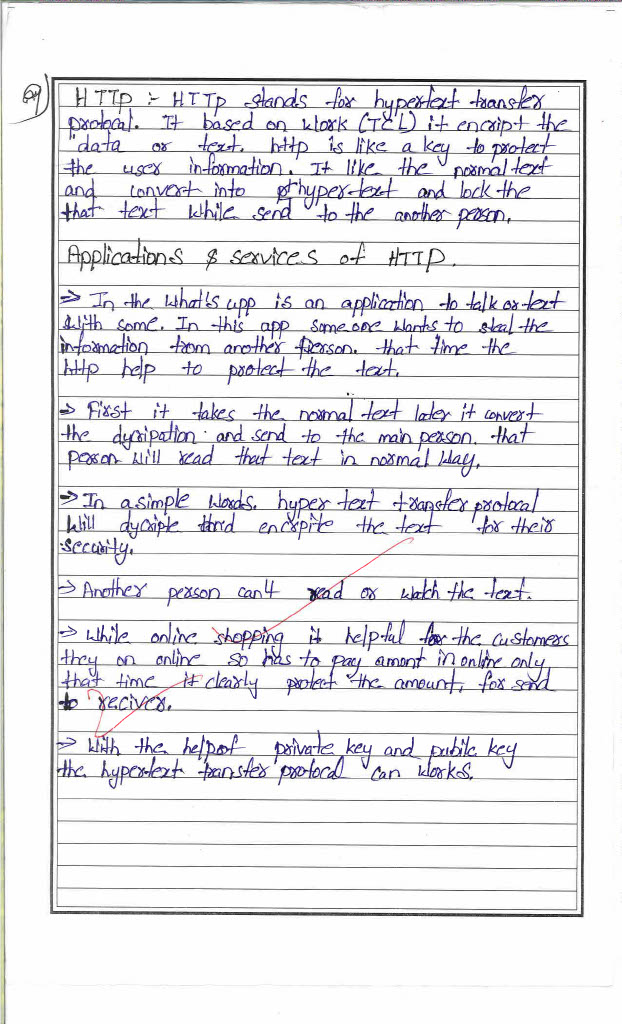 Q4)
HTTP :- HTTP stands for hypertext transfer
protocal. It based on work (TCL) it encript the
"data or text. http is like a key to protect
the user information. It like the normal text
and convert into hyper-text and lock the
that text while send to the another person.
Applications & services of HTTP.
=> In the what's upp is an application to talk or text
with some. In this app some one wants to steal the
information from another person. that time the
http help to protect the text.
=> First it takes the normal text later it convert
the dycripation and send to the main person. that
person will read that text in normal way.
=> In a simple words. hyper text transfer protocal
will dycripte and encripite the text for their
security.
=> Another person can't read or watch the text.
=> While online shopping it helpful for the customers
they on online so has to pay amont in online only
that time it clearly protect the amount, for send
to reciver.
=> With the help of private key and pubilc key
the hypertext transfer protocal can works.